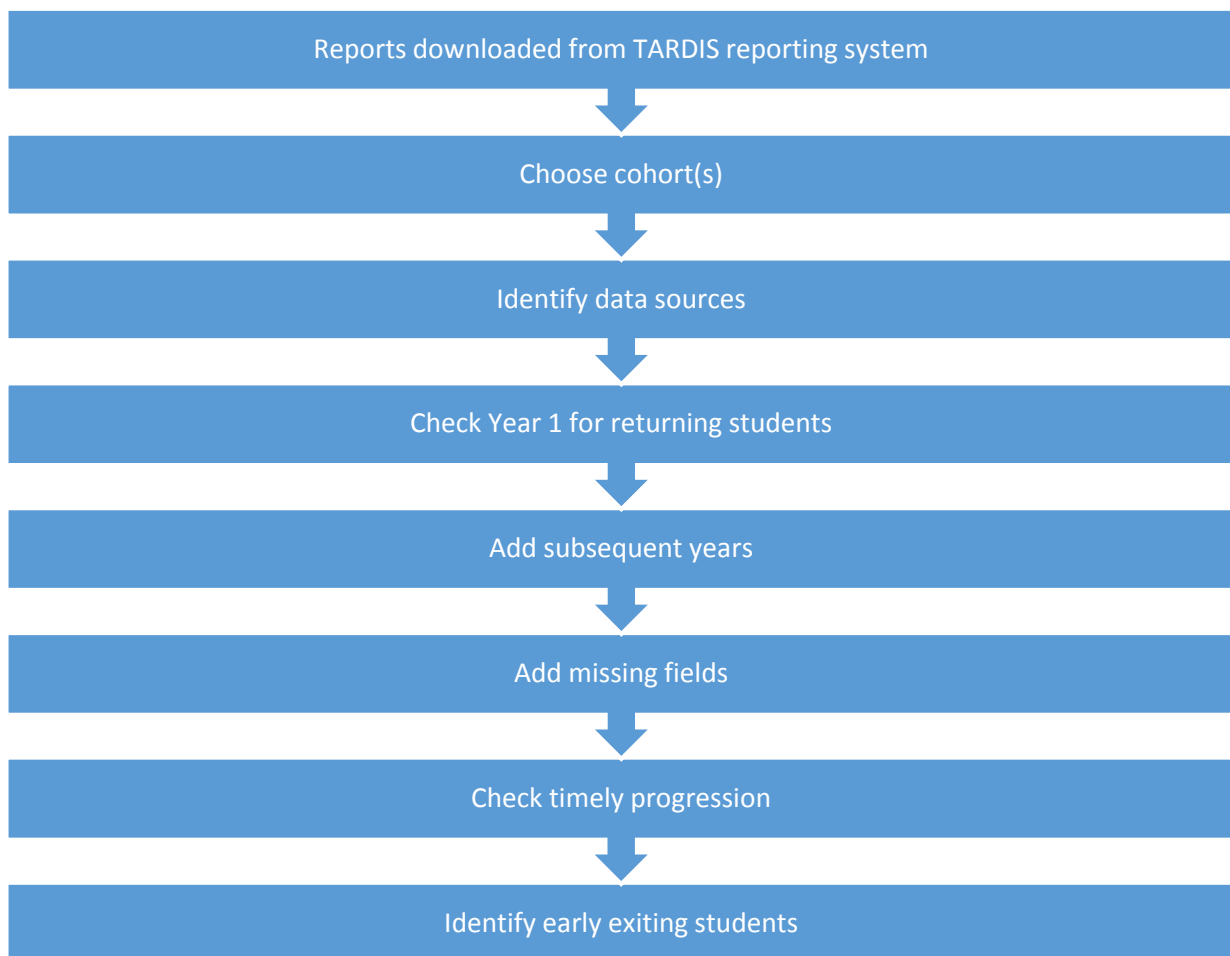 Reports downloaded from TARDIS reporting system
Choose cohort(s)
Identify data sources
Check Year 1 for returning students
Add subsequent years
Add missing fields
Check timely progression
Identify early exiting students